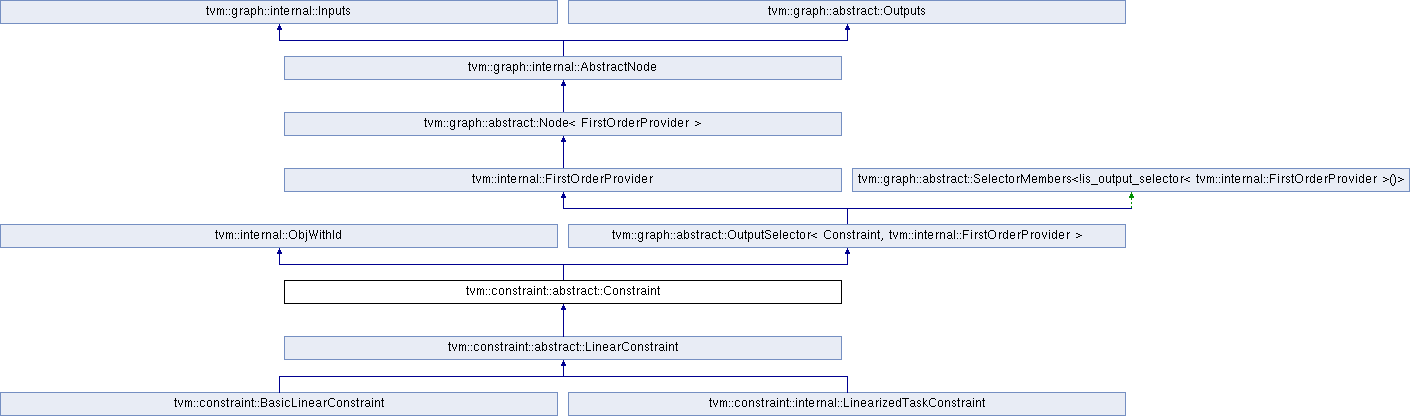 tvm::graph::internal::Inputs
tvm::graph::abstract::Outputs
tvm::graph::internal::AbstractNode
tvm::graph::abstract::Node< FirstOrderProvider >
tvm::internal::FirstOrderProvider
tvm::graph::abstract::SelectorMembers<!is_output_selector< tvm::internal::FirstOrderProvider >()>
tvm::internal::ObjWithId
tvm::graph::abstract::OutputSelector< Constraint, tvm::internal::FirstOrderProvider >
tvm::constraint::abstract::Constraint
tvm::constraint::abstract::LinearConstraint
tvm::constraint::BasicLinearConstraint
tvm::constraint::internal::LinearizedTaskConstraint